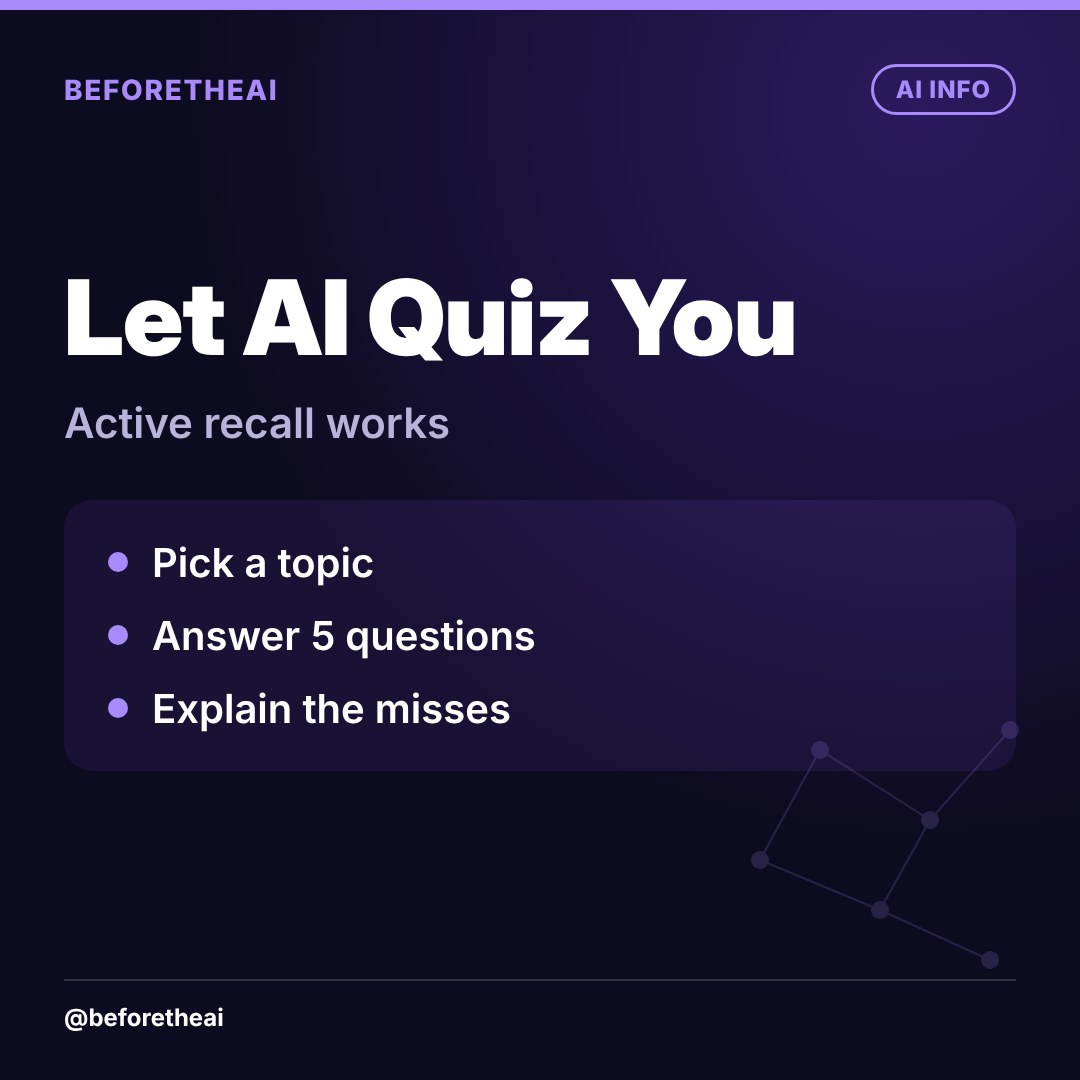 BEFORETHEAI
AI INFO
Let AI Quiz You
Active recall works
Pick a topic
Answer 5 questions
Explain the misses
@beforetheai